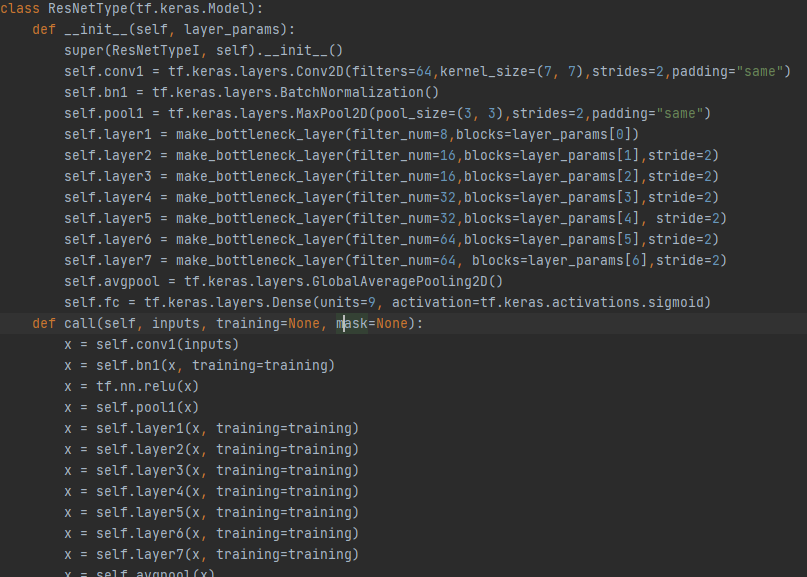 class ResNetType(tf.keras.Model):
    def __init__(self, layer_params):
        super(ResNetTypeI, self).__init__()
        self.conv1 = tf.keras.layers.Conv2D(filters=64,kernel_size=(7, 7),strides=2,padding="same")
        self.bn1 = tf.keras.layers.BatchNormalization()
        self.pool1 = tf.keras.layers.MaxPool2D(pool_size=(3, 3),strides=2,padding="same")
        self.layer1 = make_bottleneck_layer(filter_num=8,blocks=layer_params[0])
        self.layer2 = make_bottleneck_layer(filter_num=16,blocks=layer_params[1],stride=2)
        self.layer3 = make_bottleneck_layer(filter_num=16,blocks=layer_params[2],stride=2)
        self.layer4 = make_bottleneck_layer(filter_num=32,blocks=layer_params[3],stride=2)
        self.layer5 = make_bottleneck_layer(filter_num=32,blocks=layer_params[4], stride=2)
        self.layer6 = make_bottleneck_layer(filter_num=64,blocks=layer_params[5],stride=2)
        self.layer7 = make_bottleneck_layer(filter_num=64, blocks=layer_params[6],stride=2)
        self.avgpool = tf.keras.layers.GlobalAveragePooling2D()
        self.fc = tf.keras.layers.Dense(units=9, activation=tf.keras.activations.sigmoid)
    def call(self, inputs, training=None, mask=None):
        x = self.conv1(inputs)
        x = self.bn1(x, training=training)
        x = tf.nn.relu(x)
        x = self.pool1(x)
        x = self.layer1(x, training=training)
        x = self.layer2(x, training=training)
        x = self.layer3(x, training=training)
        x = self.layer4(x, training=training)
        x = self.layer5(x, training=training)
        x = self.layer6(x, training=training)
        x = self.layer7(x, training=training)
        x = self.avgpool(x)